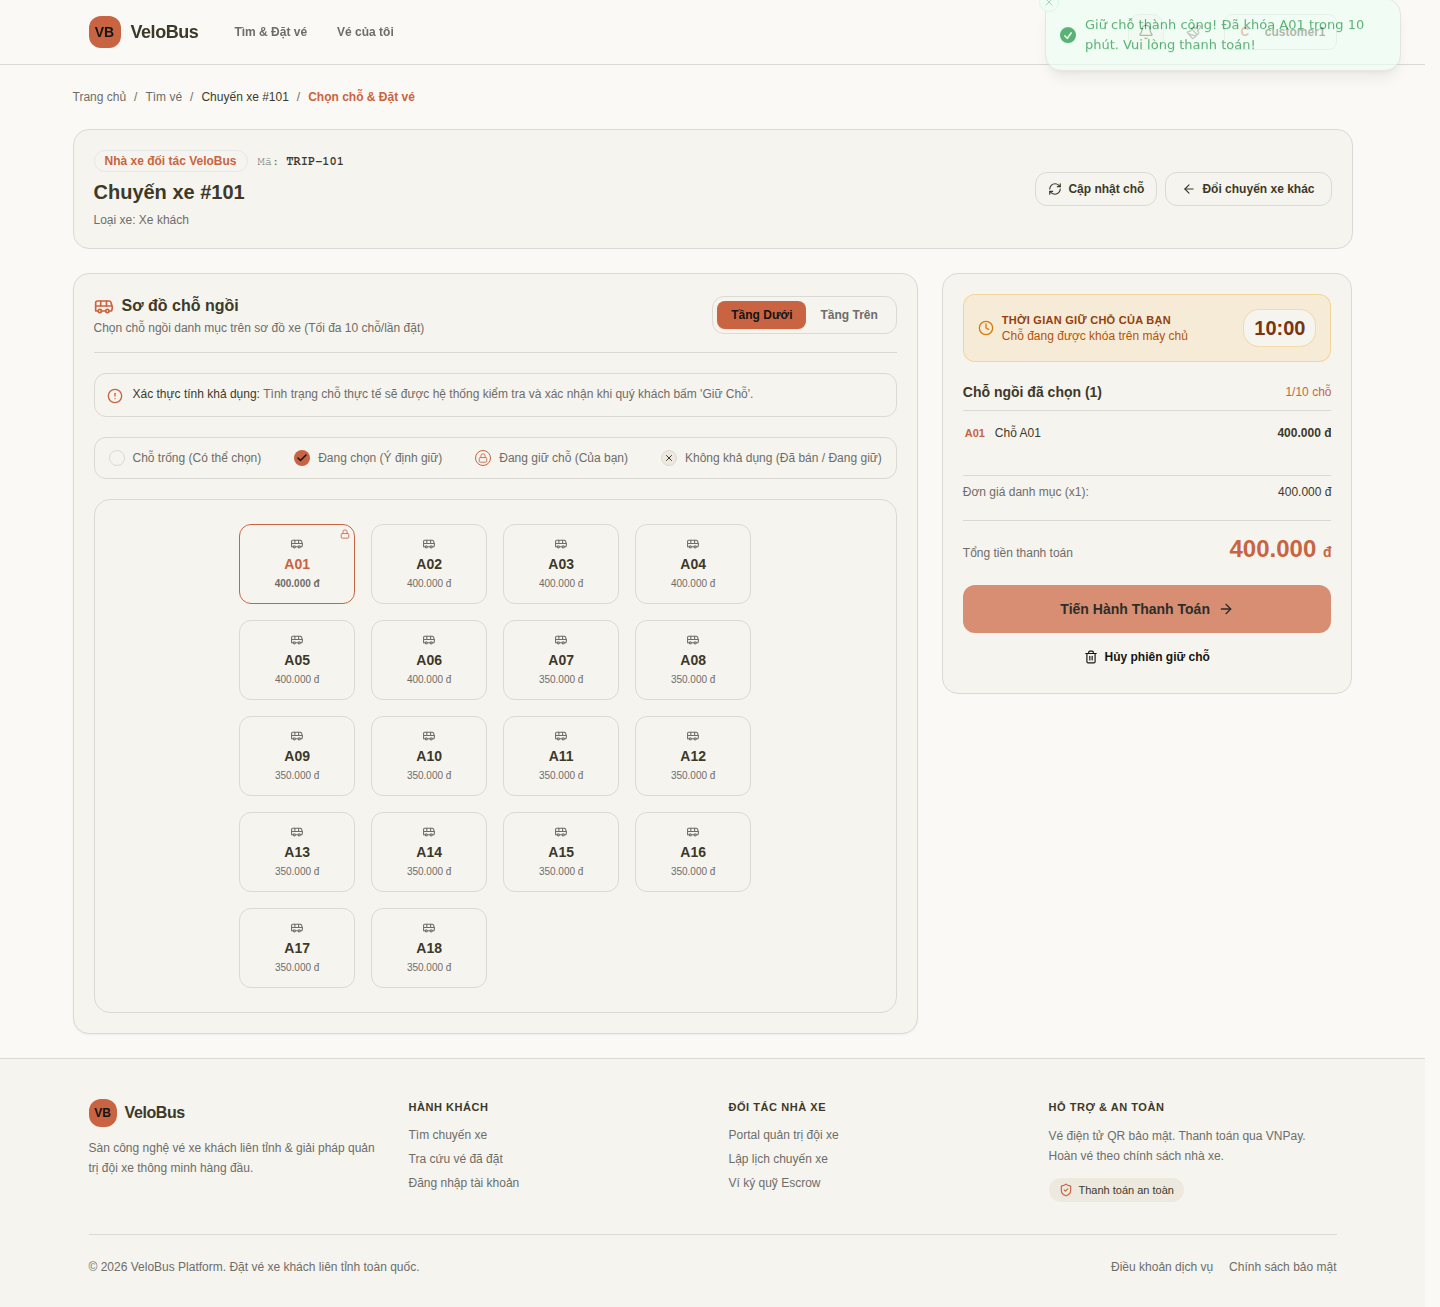 VB VeloBus Tìm & Đặt vé Vé của tôi
Giữ chỗ thành công! Đã khóa A01 trong 10
phút. Vui lòng thanh toán!
C customer1
Trang chủ / Tìm vé / Chuyến xe #101 / Chọn chỗ & Đặt vé
Nhà xe đối tác VeloBus Mã: TRIP-101
Chuyến xe #101
Loại xe: Xe khách
Cập nhật chỗ Đổi chuyến xe khác
Sơ đồ chỗ ngồi
Chọn chỗ ngồi danh mục trên sơ đồ xe (Tối đa 10 chỗ/lần đặt)
Tầng Dưới Tầng Trên
Xác thực tính khả dụng: Tình trạng chỗ thực tế sẽ được hệ thống kiểm tra và xác nhận khi quý khách bấm 'Giữ Chỗ'.
Chỗ trống (Có thể chọn) Đang chọn (Ý định giữ) Đang giữ chỗ (Của bạn) Không khả dụng (Đã bán / Đang giữ)
A01 A02 A03 A04
400.000 đ 400.000 đ 400.000 đ 400.000 đ
A05 A06 A07 A08
400.000 đ 400.000 đ 350.000 đ 350.000 đ
A09 A10 A11 A12
350.000 đ 350.000 đ 350.000 đ 350.000 đ
A13 A14 A15 A16
350.000 đ 350.000 đ 350.000 đ 350.000 đ
A17 A18
350.000 đ 350.000 đ
THỜI GIAN GIỮ CHỖ CỦA BẠN
Chỗ đang được khóa trên máy chủ
10:00
Chỗ ngồi đã chọn (1) 1/10 chỗ
A01 Chỗ A01 400.000 đ
Đơn giá danh mục (x1): 400.000 đ
Tổng tiền thanh toán 400.000 đ
Tiến Hành Thanh Toán
Hủy phiên giữ chỗ
VB VeloBus
Sàn công nghệ vé xe khách liên tỉnh & giải pháp quản
trị đội xe thông minh hàng đầu.
HÀNH KHÁCH
Tìm chuyến xe
Tra cứu vé đã đặt
Đăng nhập tài khoản
ĐỐI TÁC NHÀ XE
Portal quản trị đội xe
Lập lịch chuyến xe
Ví ký quỹ Escrow
HỖ TRỢ & AN TOÀN
Vé điện tử QR bảo mật. Thanh toán qua VNPay.
Hoàn vé theo chính sách nhà xe.
Thanh toán an toàn
© 2026 VeloBus Platform. Đặt vé xe khách liên tỉnh toàn quốc.
Điều khoản dịch vụ Chính sách bảo mật